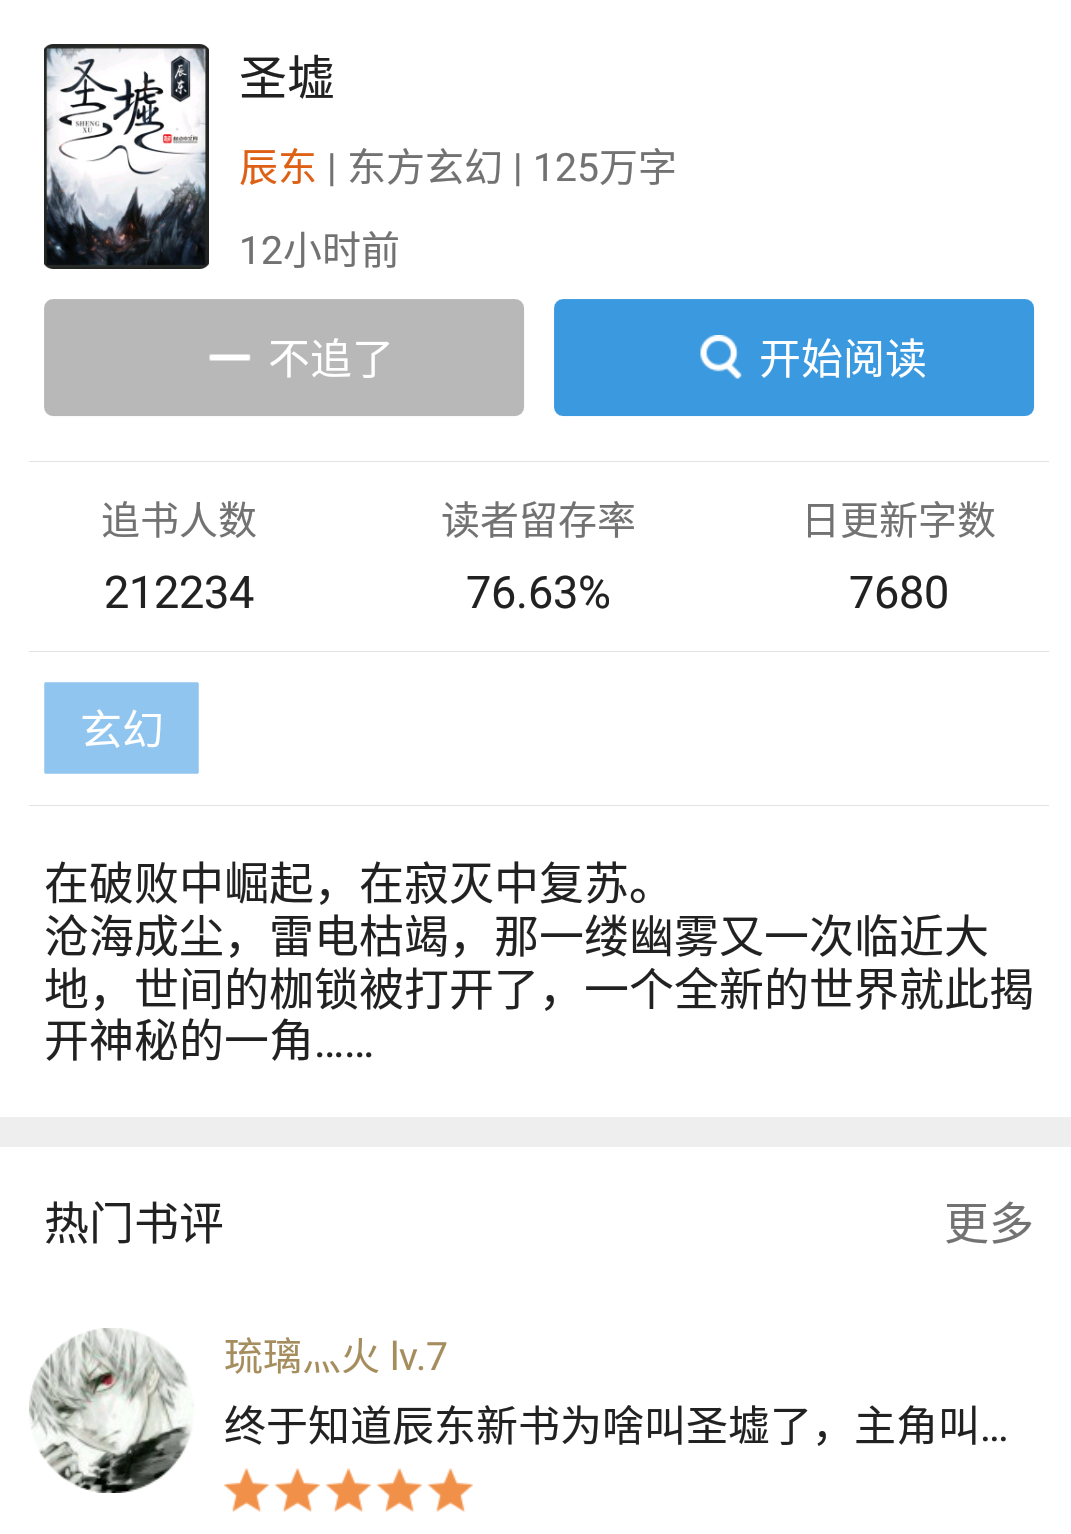 圣墟
辰东
SHENG
XU
圣墟
辰东 | 东方玄幻 | 125万字
12小时前
不追了
开始阅读
追书人数
读者留存率
日更新字数
212234
76.63%
7680
玄幻
在破败中崛起，在寂灭中复苏。
沧海成尘，雷电枯竭，那一缕幽雾又一次临近大
地，世间的枷锁被打开了，一个全新的世界就此揭
开神秘的一角……
热门书评
更多
琉璃灬火 lv.7
终于知道辰东新书为啥叫圣墟了，主角叫…